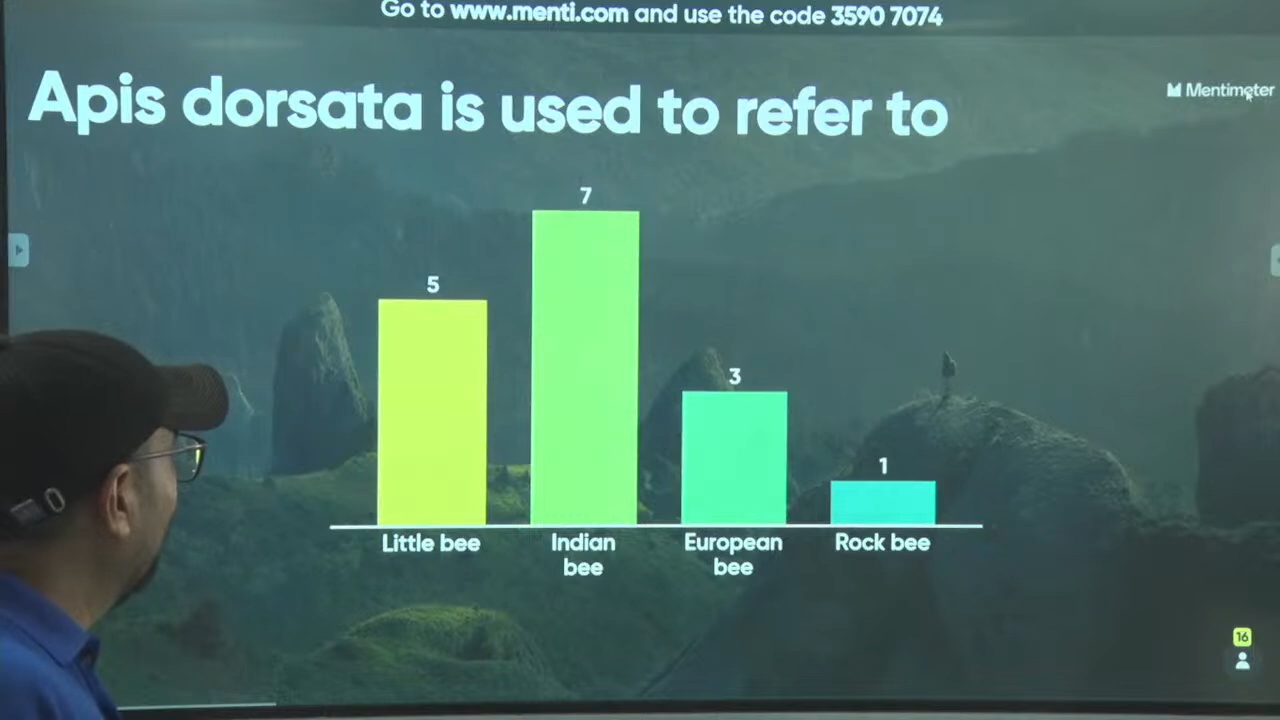 Go to www.menti.com and use the code 3590 7074
Apis dorsata is used to refer to
Mentimeter
7
5
3
1
Little bee
Indian
bee
European
bee
Rock bee
16